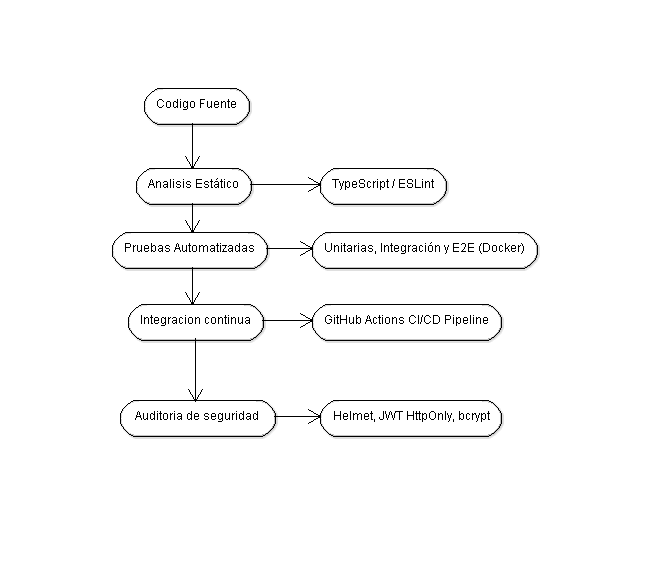 Codigo Fuente
Analisis Estático
TypeScript / ESLint
Pruebas Automatizadas
Unitarias, Integración y E2E (Docker)
Integracion continua
GitHub Actions CI/CD Pipeline
Auditoria de seguridad
Helmet, JWT HttpOnly, bcrypt